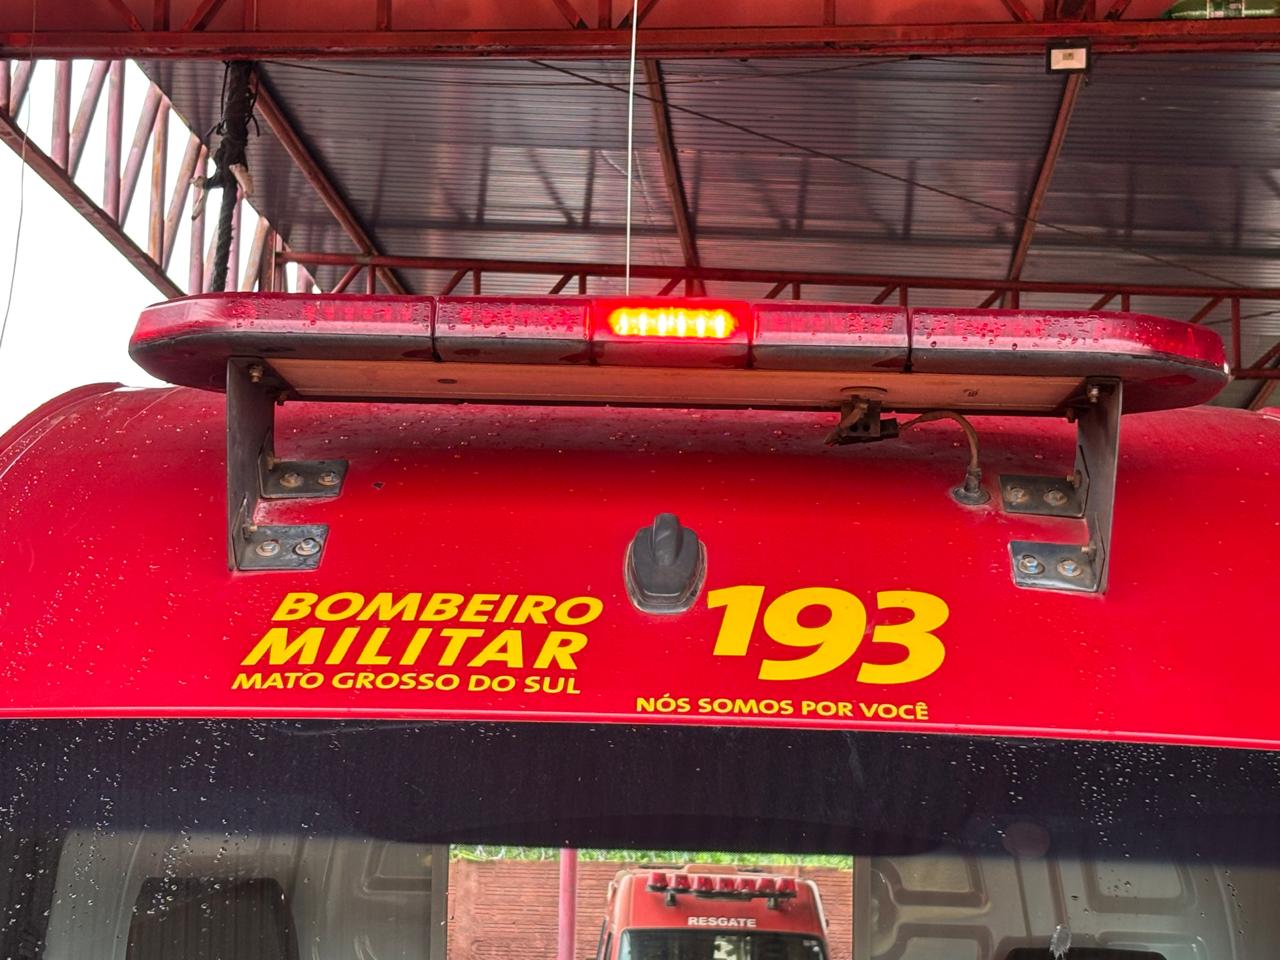 BOMBEIRO
MILITAR
MATO GROSSO DO SUL
193
NÓS SOMOS POR VOCÊ
RESGATE